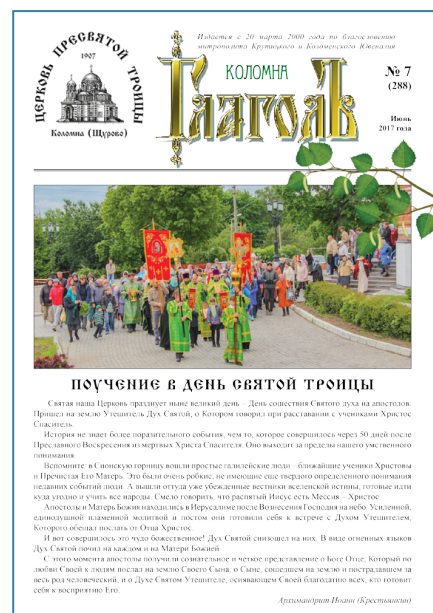 ЦЕРКОВЬ ПРЕСВЯТОЙ ТРОИЦЫ
1907
Коломна (Щурово)
Издается с 20 марта 2000 года по благословению
митрополита Крутицкого и Коломенского Ювеналия
КОЛОМНА
ГлаголЪ
№ 7
(288)
Июнь
2017 года
ПОУЧЕНИЕ В ДЕНЬ СВЯТОЙ ТРОИЦЫ
Святая наша Церковь празднует ныне великий день – День сошествия Святого духа на апостолов.
Пришел на землю Утешитель Дух Святой, о Котором говорил при расставании с учениками Христос
Спаситель.
История не знает более поразительного события, чем то, которое совершилось через 50 дней после
Преславного Воскресения из мертвых Христа Спасителя. Оно выходит за пределы нашего умственного
понимания.
Вспомните: в Сионскую горницу вошли простые галилейские люди – ближайшие ученики Христовы
и Пречистая Его Матерь. Это были очень робкие, не имеющие еще твердого определенного понимания
недавних событий люди. А вышли оттуда уже убежденные вестники вселенской истины, готовые идти
куда угодно и учить все народы. Смело говорить, что распятый Иисус есть Мессия – Христос.
Апостолы и Матерь Божия находились в Иерусалиме после Вознесения Господня на небо. Усиленной,
единодушной пламенной молитвой и постом они готовили себя к встрече с Духом Утешителем,
Которого обещал послать от Отца Христос.
И вот совершилось это чудо божественное! Дух Святой снизошел на них. В виде огненных языков
Дух Святой почил на каждом и на Матери Божией.
С этого момента апостолы получили сознательное и четкое представление о Боге Отце, Который по
любви Своей к людям послал на землю Своего Сына; о Сыне, сошедшем на землю и пострадавшем за
весь род человеческий, и о Духе Святом Утешителе, осиявающем Своей благодатию всех, кто готовит
себя к восприятию Его.
Архимандрит Иоанн (Крестьянкин)